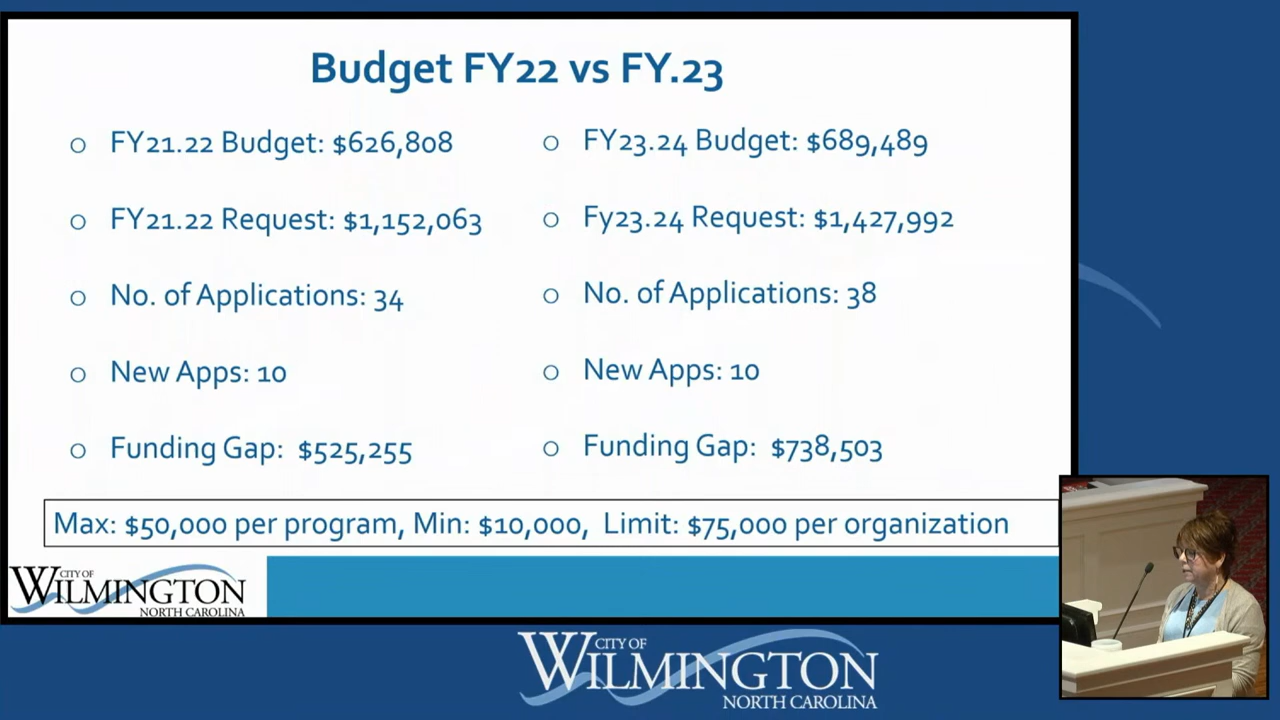 Budget FY22 vs FY.23
o FY21.22 Budget: $626,808
o FY21.22 Request: $1,152,063
o No. of Applications: 34
o New Apps: 10
o Funding Gap: $525,255
o FY23.24 Budget: $689,489
o Fy23.24 Request: $1,427,992
o No. of Applications: 38
o New Apps: 10
o Funding Gap: $738,503
Max: $50,000 per program, Min: $10,000, Limit: $75,000 per organization
CITY OF
WILMINGTON
NORTH CAROLINA
CITY OF
WILMINGTON
NORTH CAROLINA